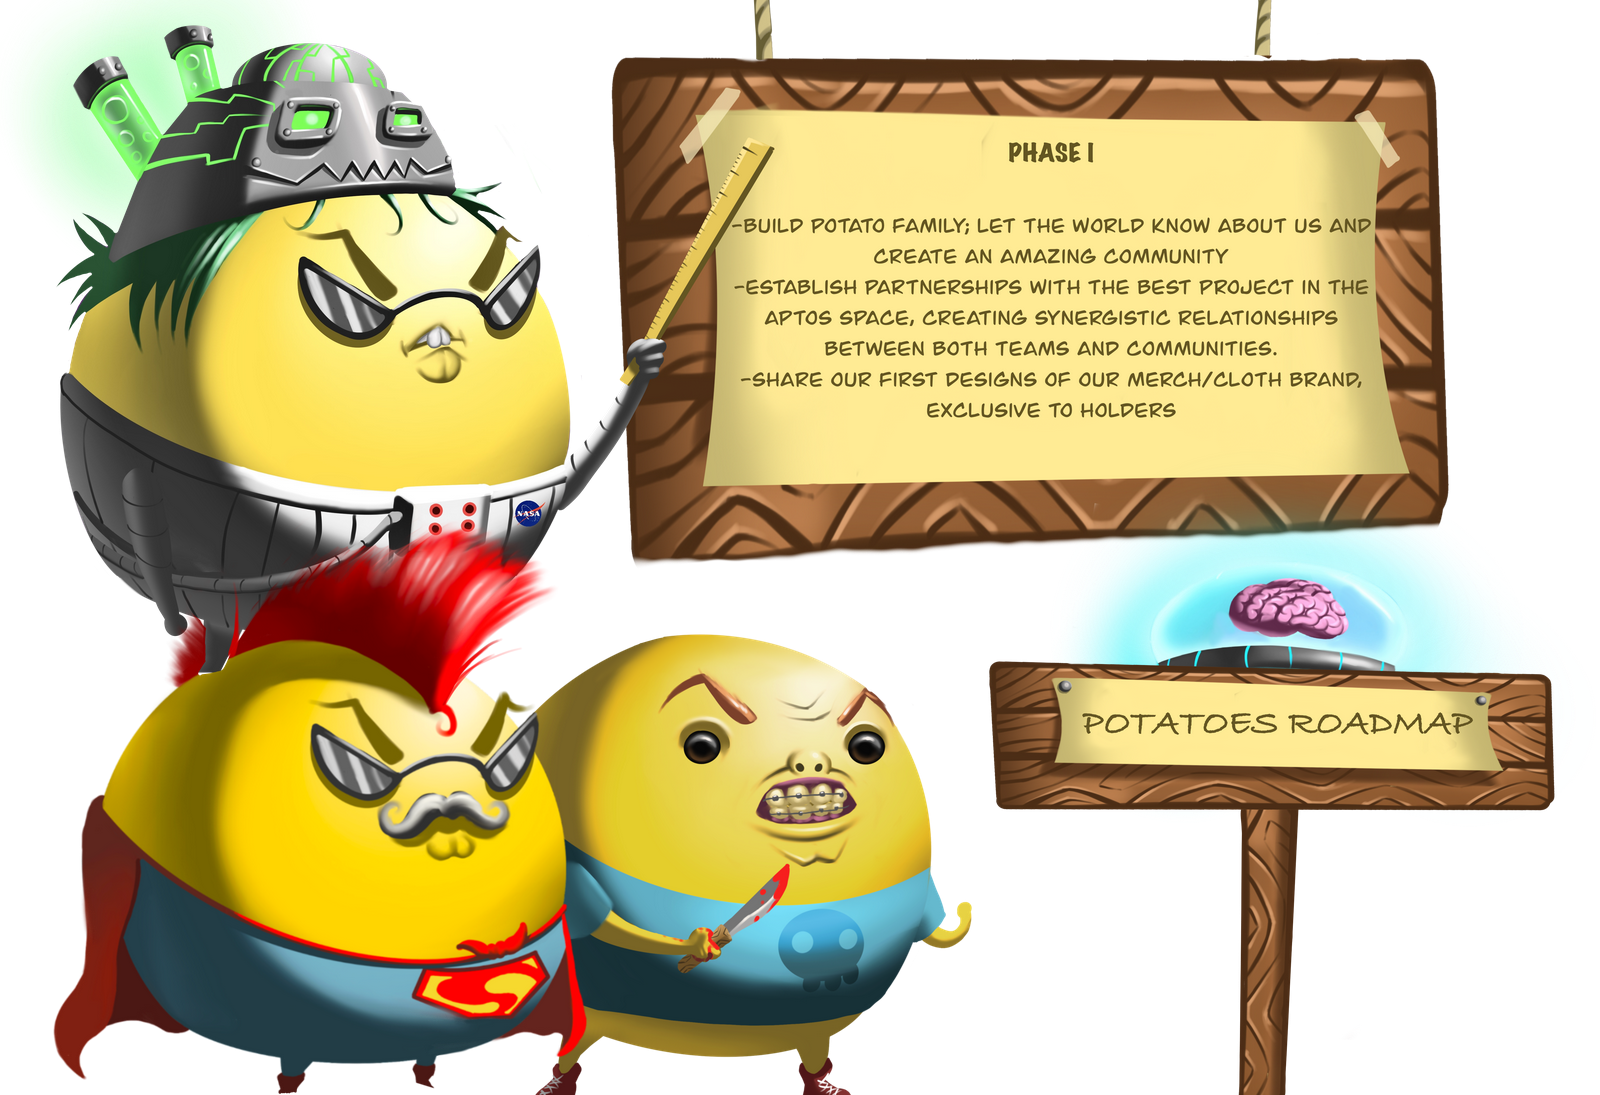 PHASE I
-BUILD POTATO FAMILY; LET THE WORLD KNOW ABOUT US AND
CREATE AN AMAZING COMMUNITY
-ESTABLISH PARTNERSHIPS WITH THE BEST PROJECT IN THE
APTOS SPACE, CREATING SYNERGISTIC RELATIONSHIPS
BETWEEN BOTH TEAMS AND COMMUNITIES.
-SHARE OUR FIRST DESIGNS OF OUR MERCH/CLOTH BRAND,
EXCLUSIVE TO HOLDERS
NASA
POTATOES ROADMAP
S